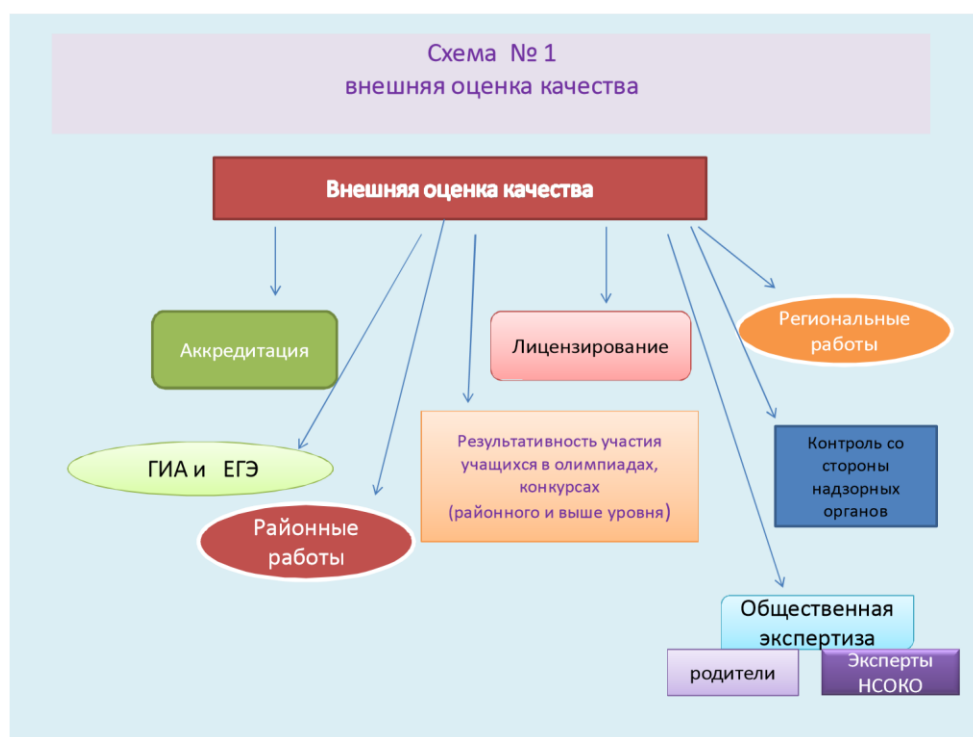 Схема № 1
внешняя оценка качества
Внешняя оценка качества
Аккредитация
Лицензирование
Региональные
работы
ГИА и ЕГЭ
Районные
работы
Результативность участия
учащихся в олимпиадах,
конкурсах
(районного и выше уровня)
Контроль со
стороны
надзорных
органов
Общественная
экспертиза
родители
Эксперты
НСОКО